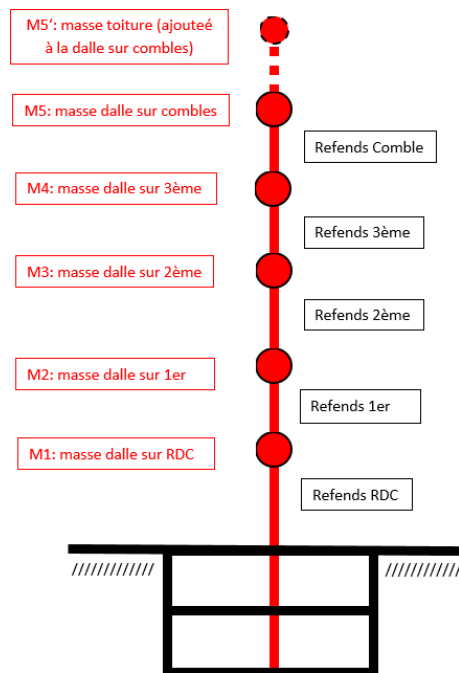 M5‘: masse toiture (ajouteé
à la dalle sur combles)
M5: masse dalle sur combles
Refends Comble
M4: masse dalle sur 3ème
Refends 3ème
M3: masse dalle sur 2ème
Refends 2ème
M2: masse dalle sur 1er
Refends 1er
M1: masse dalle sur RDC
Refends RDC